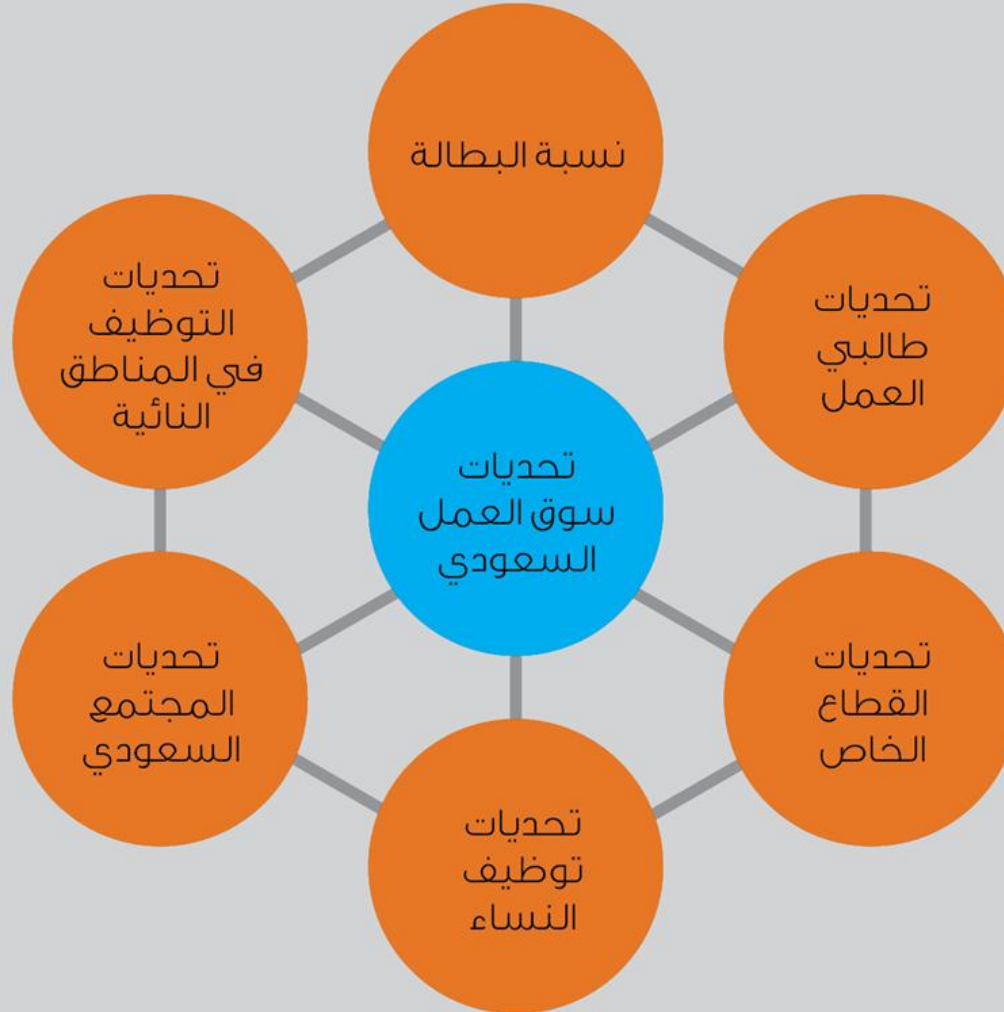 نسبة البطالة
تحديات
طالبي
العمل
تحديات
القطاع
الخاص
تحديات
توظيف
النساء
تحديات
المجتمع
السعودي
تحديات
التوظيف
في المناطق
النائية
تحديات
سوق العمل
السعودي